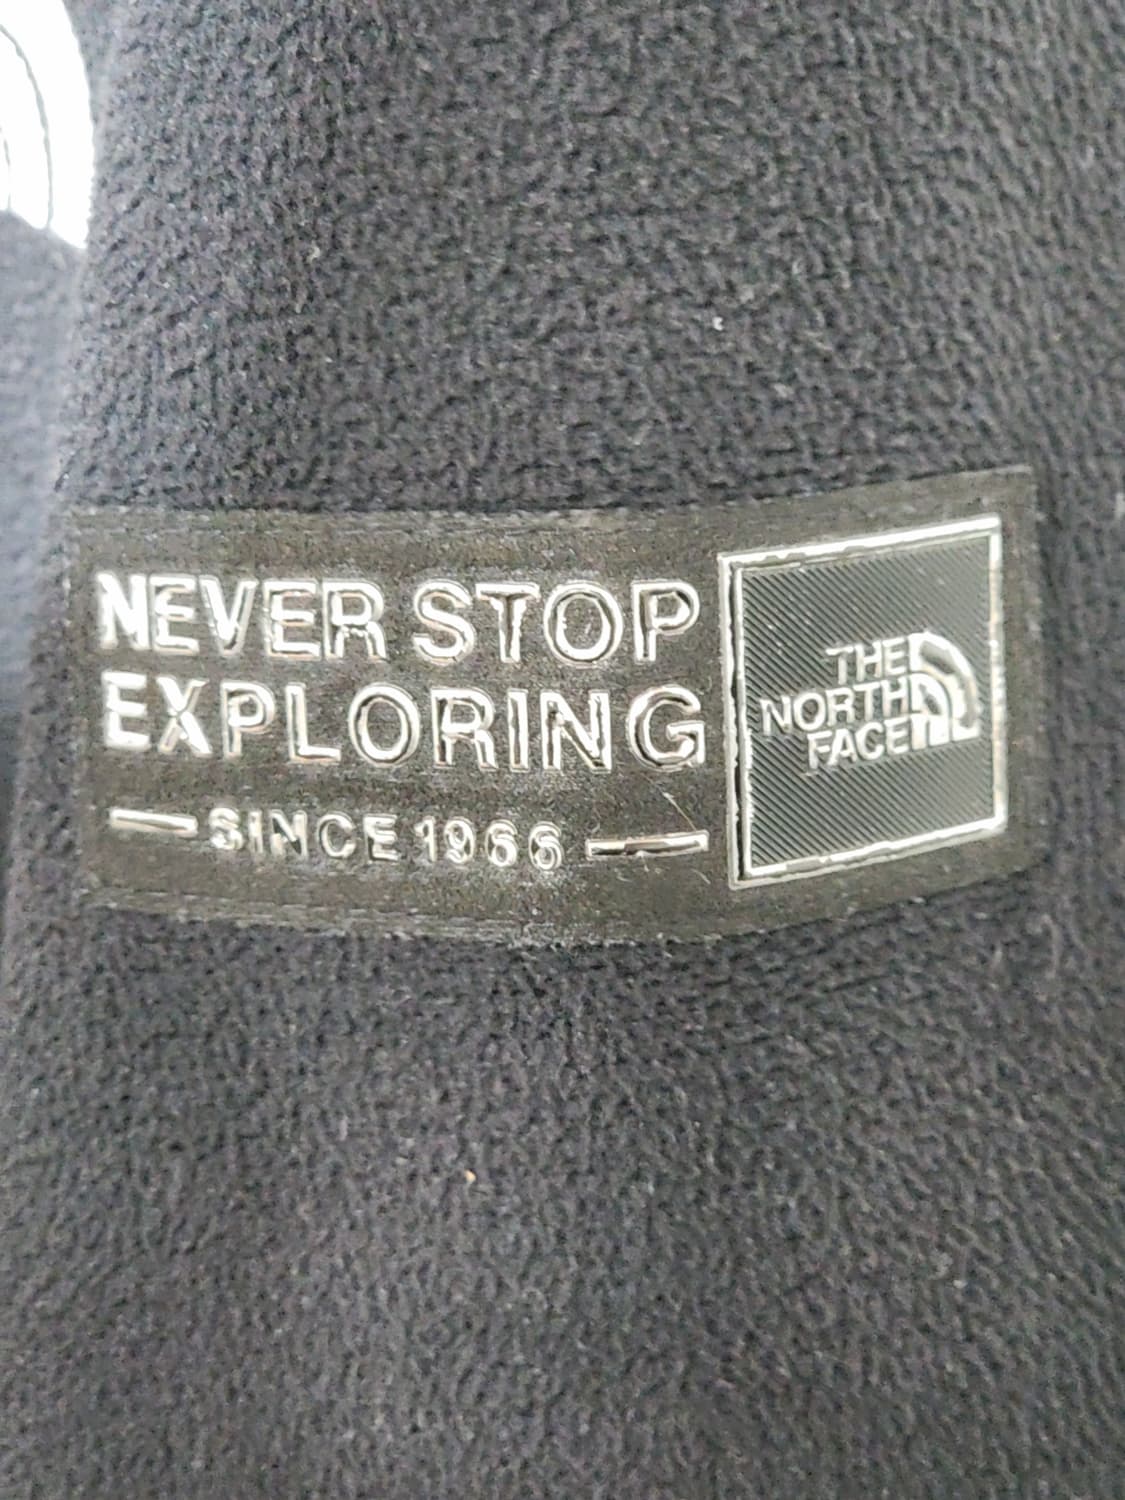 NEVER STOP
EXPLORING
— SINCE 1966 —
THE
NORTH
FACE